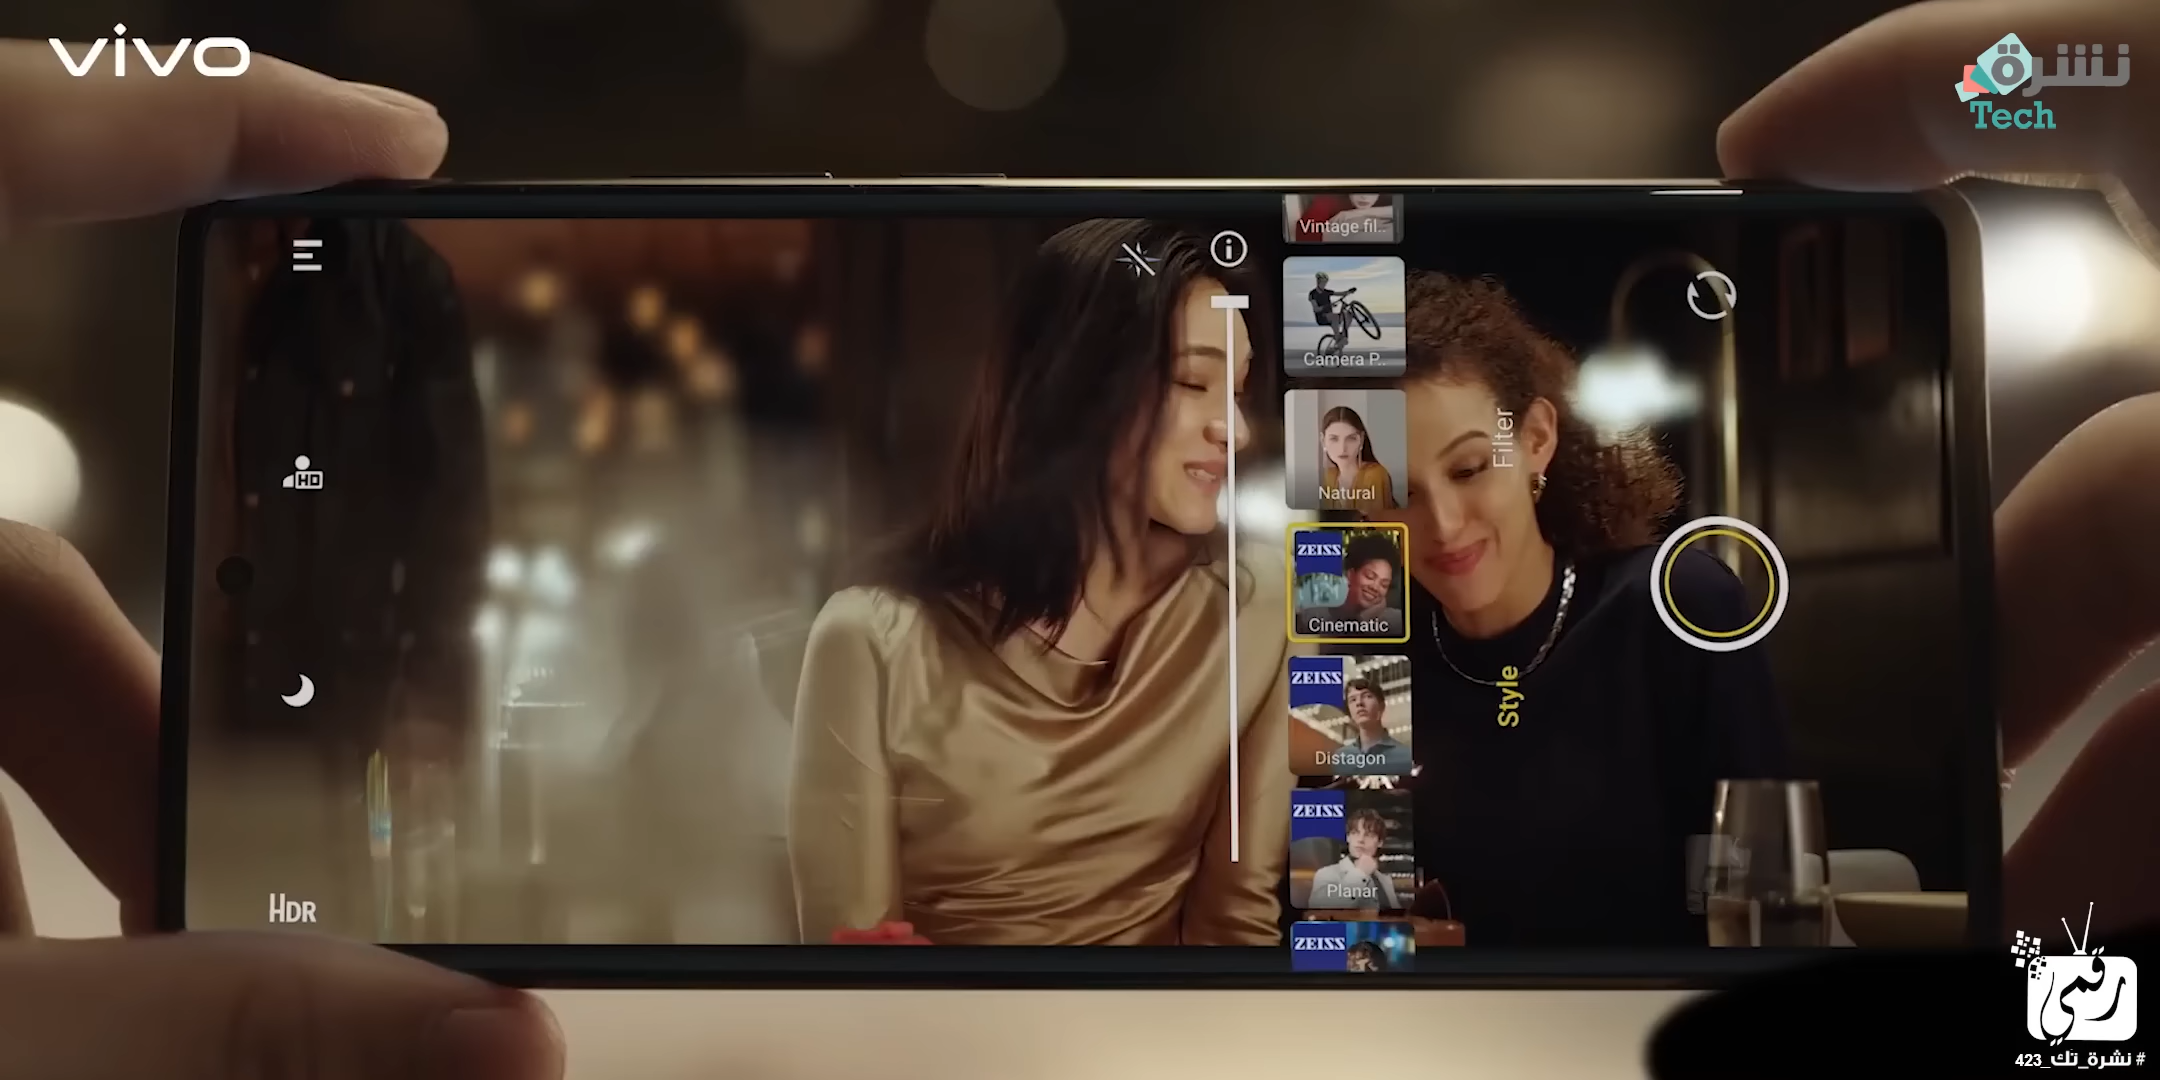 vivo
نشرة
Tech
Vintage fil..
Camera P..
Natural
ZEISS
Cinematic
ZEISS
Distagon
ZEISS
Planar
ZEISS
Filter
Style
HD
HDR
رقمي
# نشرة_تك_423